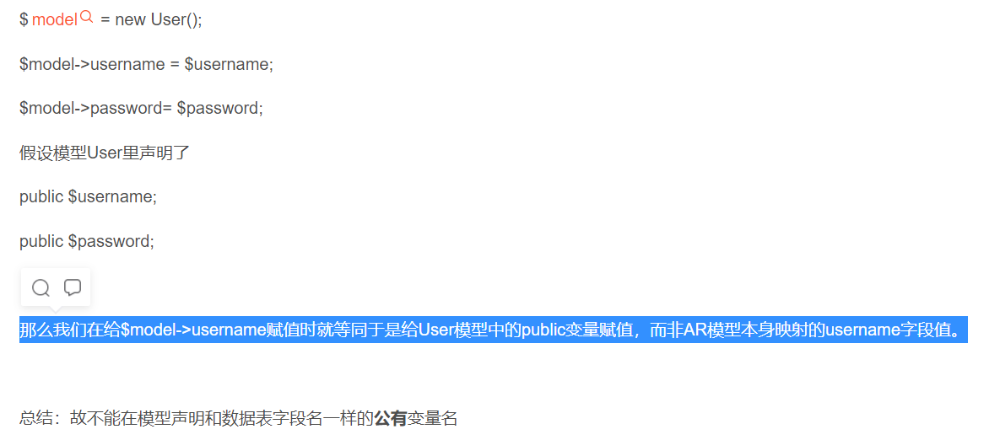 $ model = new User();
$model->username = $username;
$model->password= $password;
假设模型User里声明了
public $username;
public $password;
那么我们在给$model->username赋值时就等同于是给User模型中的public变量赋值，而非AR模型本身映射的username字段值。
总结：故不能在模型声明和数据表字段名一样的公有变量名